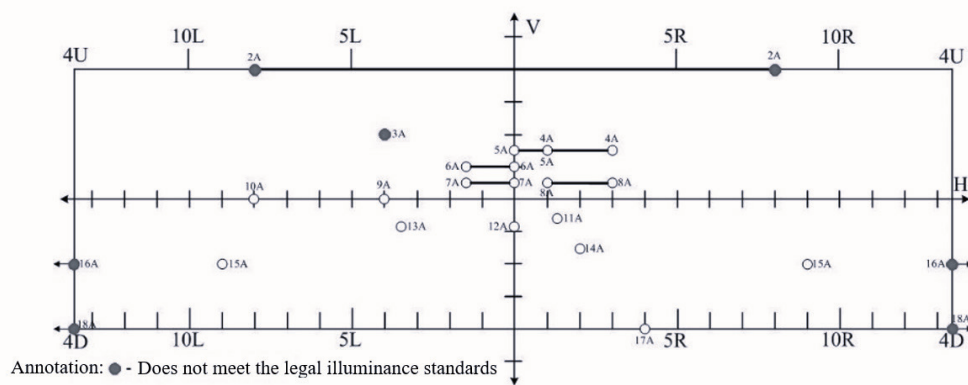 V
10L 5L 5R 10R
4U 4U
2A 2A
3A
4A 4A
5A
5A
6A 6A
7A 7A 8A
8A
H
10A 9A
11A
13A 12A
14A
16A 15A 15A 16A
18A 18A
17A
4D 10L 5L 5R 10R 4D
Annotation: - Does not meet the legal illuminance standards